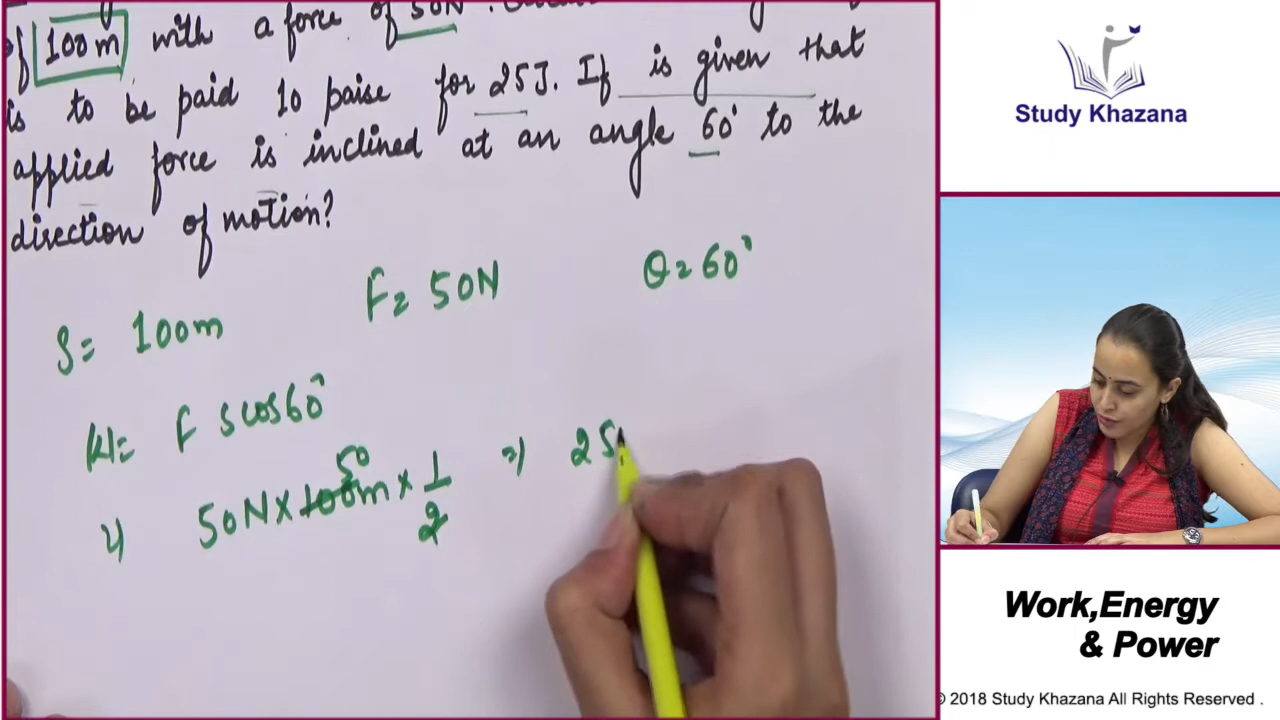 of 100m with a force of 50N.
is to be paid 10 paise for 25J. If is given that
applied force is inclined at an angle 60° to the
direction of motion?
S= 100m F= 50N θ= 60°
W= F S cos60°
50N × 100m × 1/2 => 25
50
Study Khazana
Work,Energy
& Power
© 2018 Study Khazana All Rights Reserved .